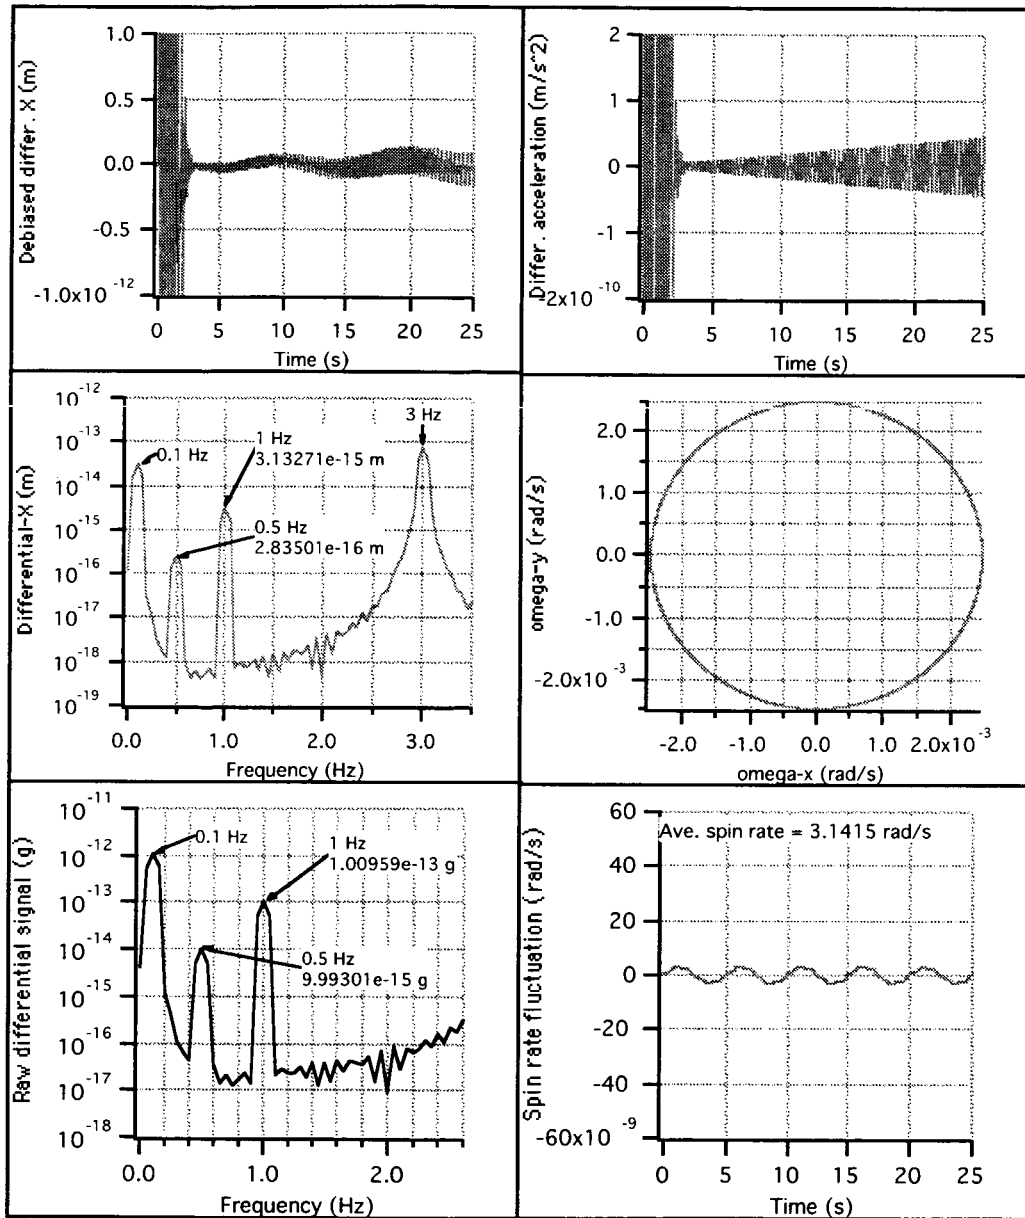 Debiased differ. X (m)
1.0
0.5
0.0
-0.5
-1.0x10 -12
0 5 10 15 20 25
Time (s)
Differ. acceleration (m/s^2)
2
1
0
-1
-2x10 -10
0 5 10 15 20 25
Time (s)
Differential-X (m)
10 -12
10 -13
10 -14
10 -15
10 -16
10 -17
10 -18
10 -19
0.1 Hz
1 Hz
3.13271e-15 m
0.5 Hz
2.83501e-16 m
3 Hz
0.0 1.0 2.0 3.0
Frequency (Hz)
omega-y (rad/s)
2.0
1.0
0.0
-1.0
-2.0x10 -3
-2.0 -1.0 0.0 1.0 2.0x10 -3
omega-x (rad/s)
Raw differential signal (g)
10 -11
10 -12
10 -13
10 -14
10 -15
10 -16
10 -17
10 -18
0.1 Hz
1 Hz
1.00959e-13 g
0.5 Hz
9.99301e-15 g
0.0 1.0 2.0
Frequency (Hz)
Spin rate fluctuation (rad/s)
60
40
20
0
-20
-40
-60x10 -9
Ave. spin rate = 3.1415 rad/s
0 5 10 15 20 25
Time (s)